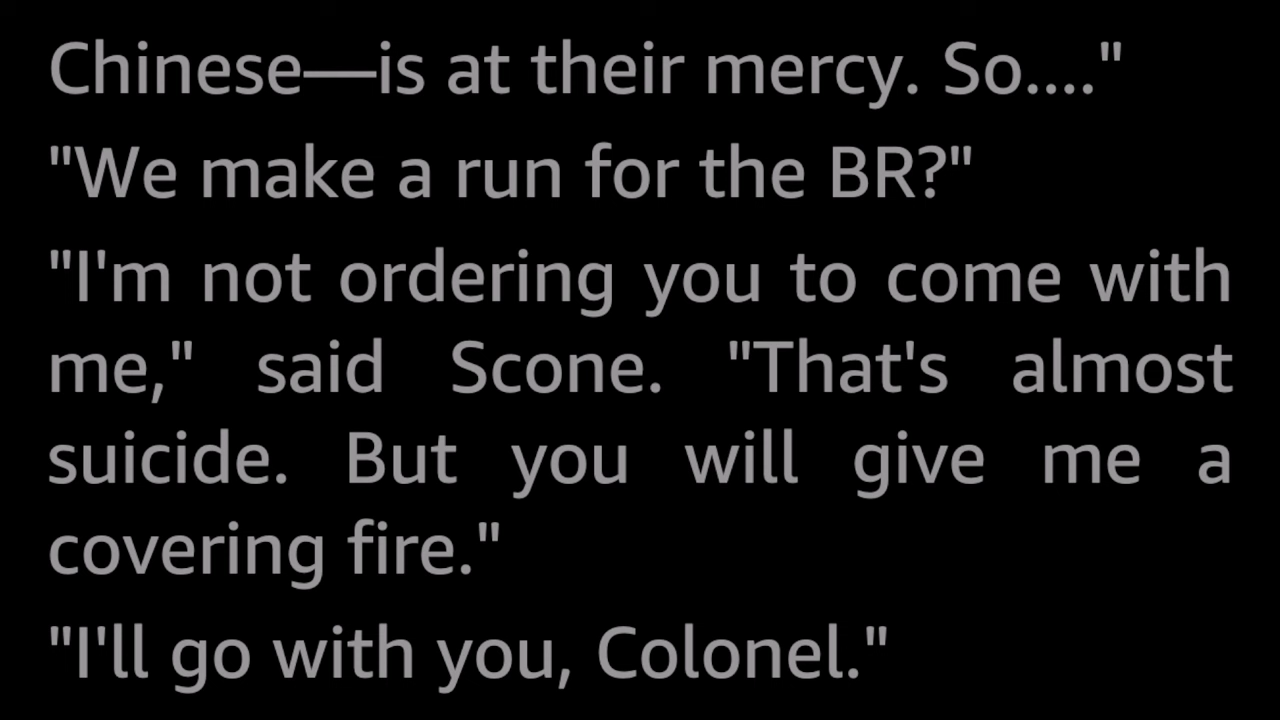 Chinese—is at their mercy. So...."
"We make a run for the BR?"
"I'm not ordering you to come with
me," said Scone. "That's almost
suicide. But you will give me a
covering fire."
"I'll go with you, Colonel."